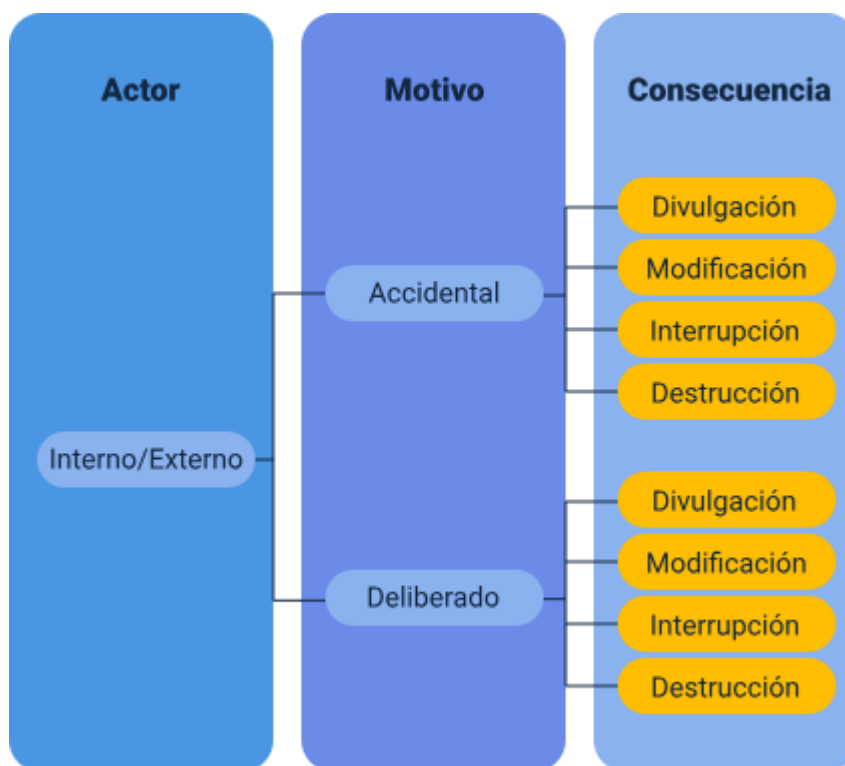 Actor
Motivo
Consecuencia
Divulgación
Modificación
Accidental
Interrupción
Destrucción
Interno/Externo
Divulgación
Modificación
Deliberado
Interrupción
Destrucción